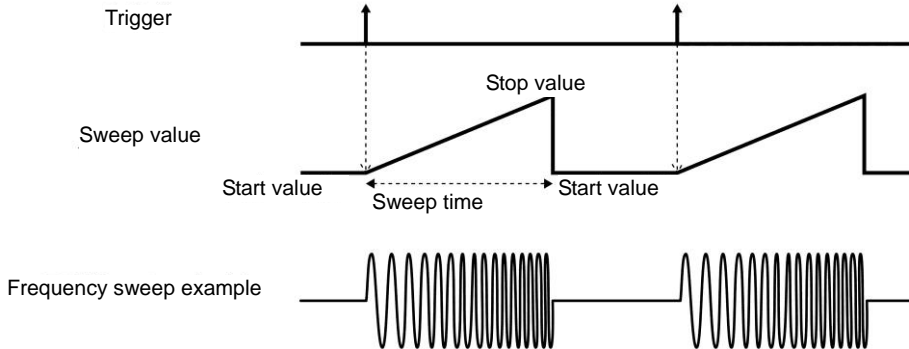 Trigger
Stop value
Sweep value
Start value
Start value
Sweep time
Frequency sweep example